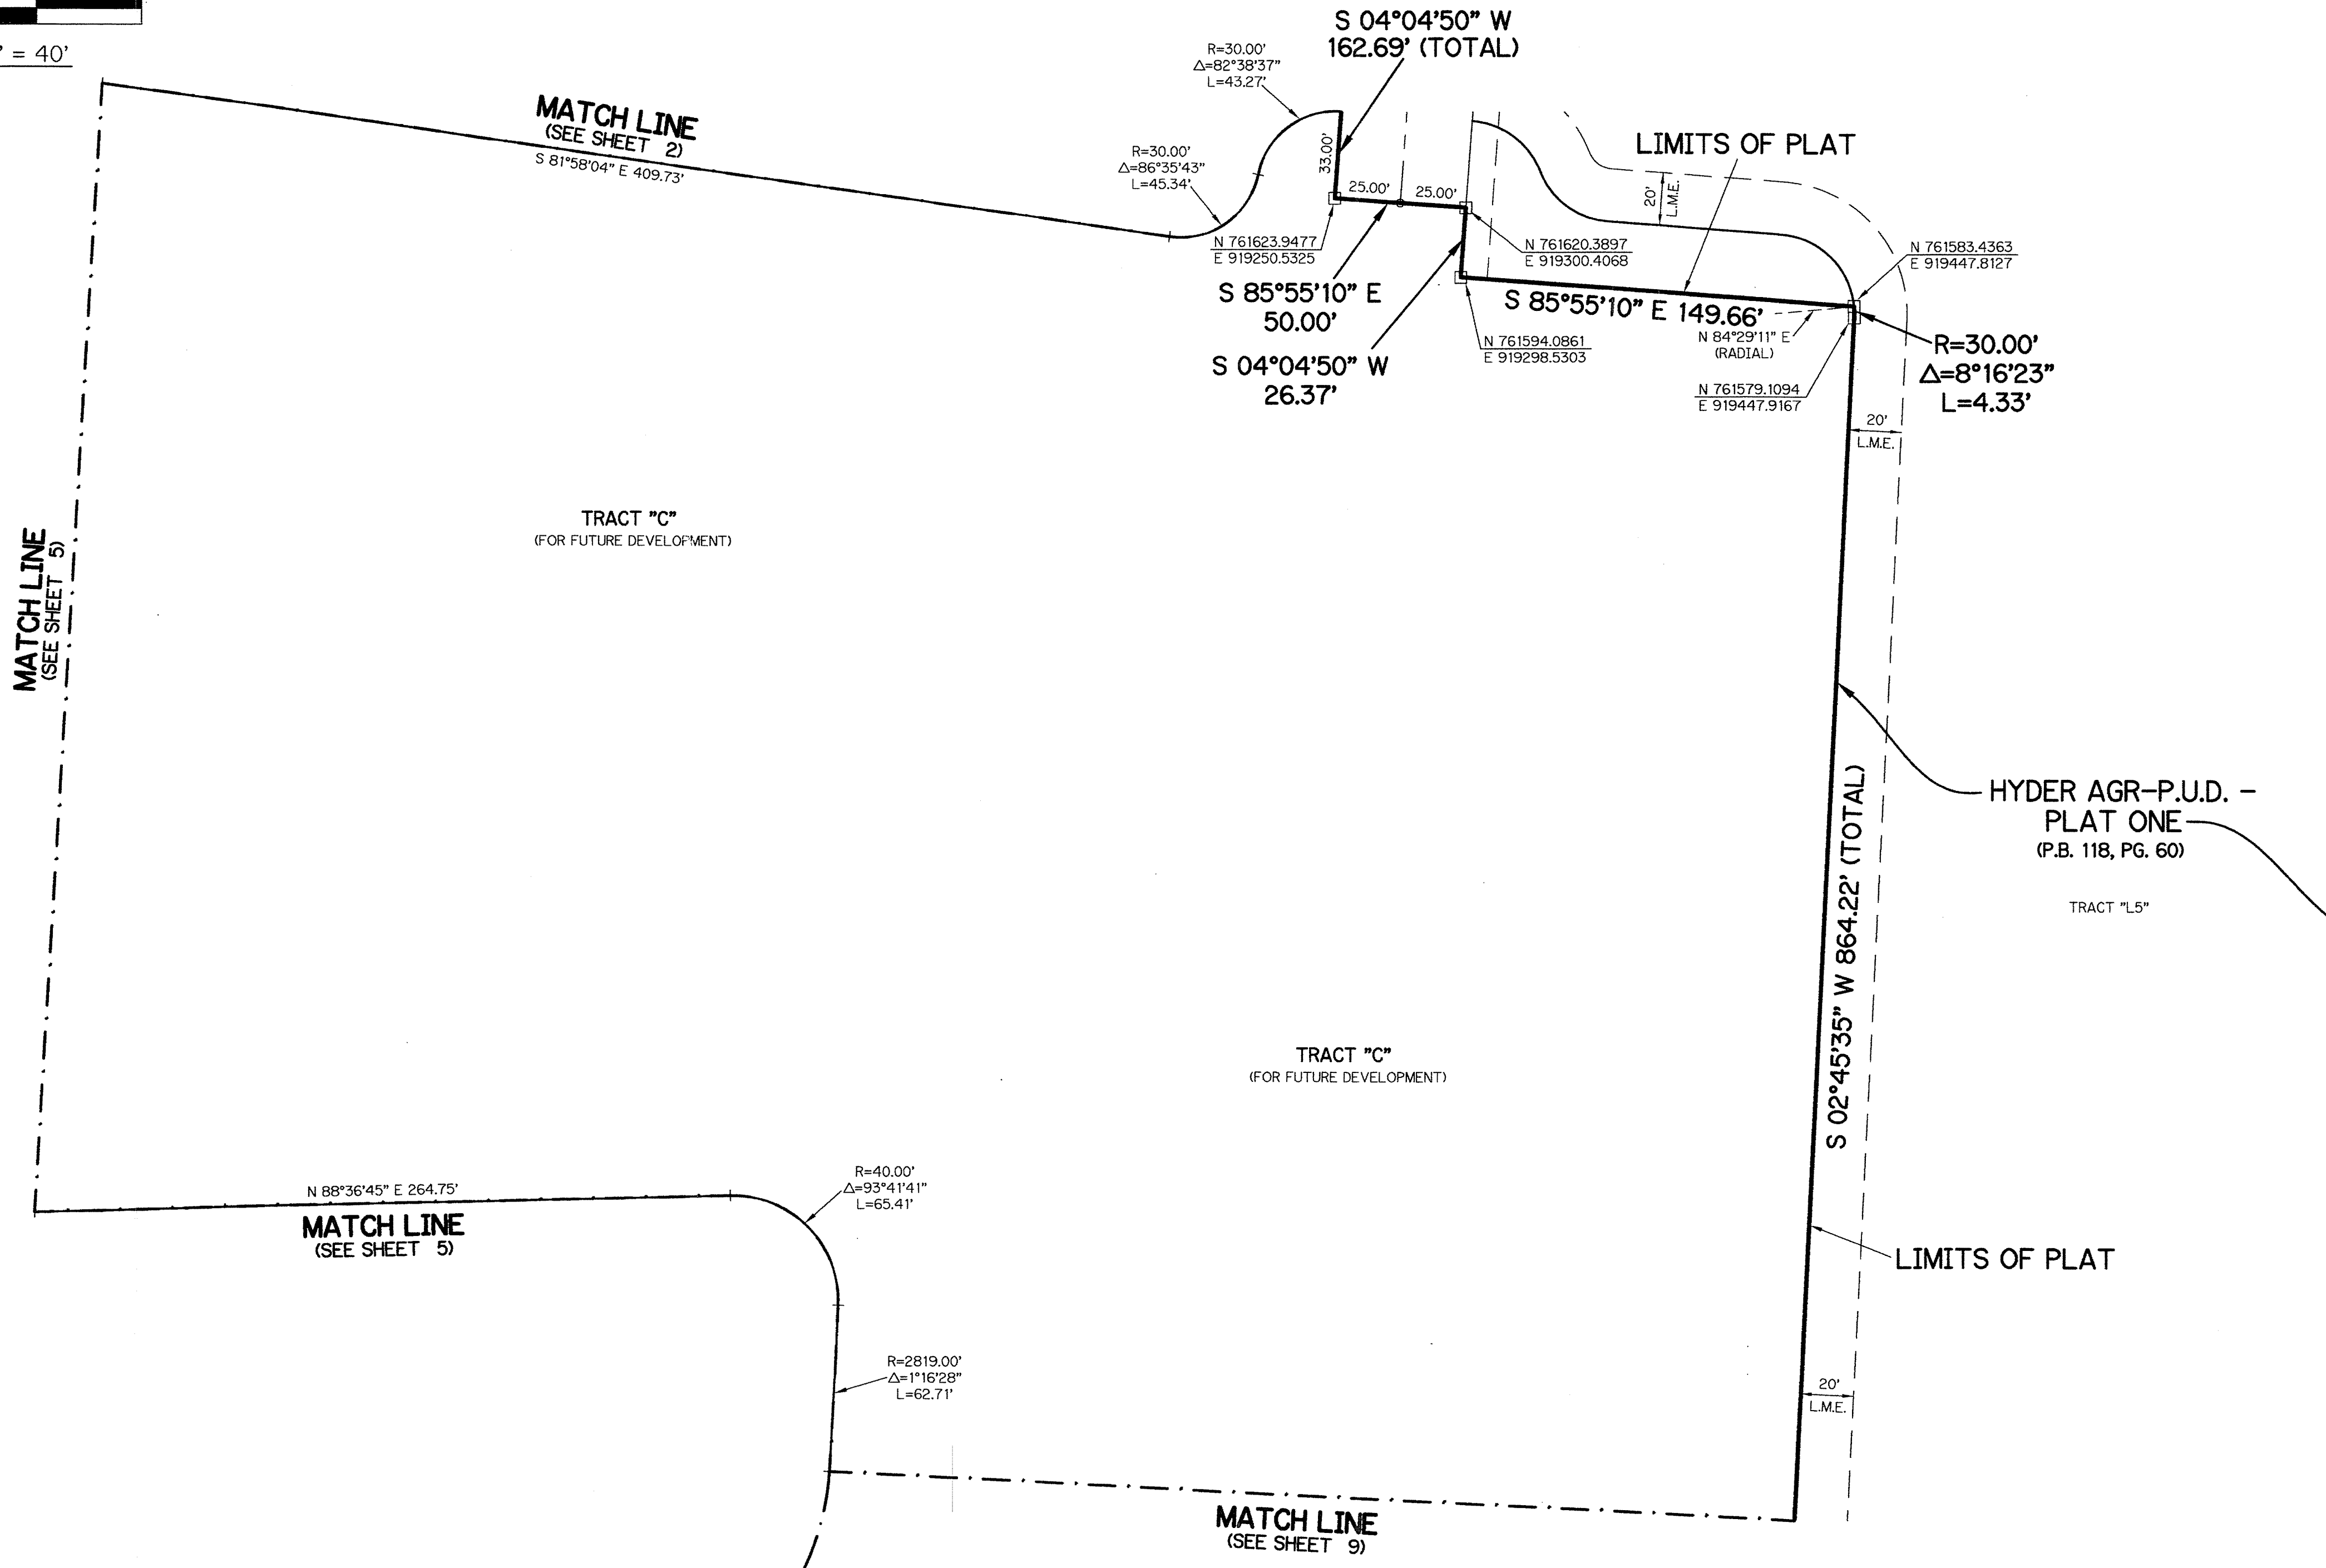 ' = 40'
MATCH LINE
(SEE SHEET 2)
S 81°58'04" E 409.73'
R=30.00'
Δ=82°38'37"
L=43.27'
R=30.00'
Δ=86°35'43"
L=45.34'
S 04°04'50" W
162.69' (TOTAL)
33.00'
25.00'
25.00'
N 761623.9477
E 919250.5325
S 85°55'10" E
50.00'
S 04°04'50" W
26.37'
N 761620.3897
E 919300.4068
N 761594.0861
E 919298.5303
LIMITS OF PLAT
20'
L.M.E.
S 85°55'10" E 149.66'
N 84°29'11" E
(RADIAL)
N 761583.4363
E 919447.8127
N 761579.1094
E 919447.9167
R=30.00'
Δ=8°16'23"
L=4.33'
20'
L.M.E.
MATCH LINE
(SEE SHEET 5)
TRACT "C"
(FOR FUTURE DEVELOPMENT)
HYDER AGR-P.U.D. -
PLAT ONE
(P.B. 118, PG. 60)
TRACT "L5"
S 02°45'35" W 864.22' (TOTAL)
TRACT "C"
(FOR FUTURE DEVELOPMENT)
N 88°36'45" E 264.75'
MATCH LINE
(SEE SHEET 5)
R=40.00'
Δ=93°41'41"
L=65.41'
LIMITS OF PLAT
R=2819.00'
Δ=1°16'28"
L=62.71'
20'
L.M.E.
MATCH LINE
(SEE SHEET 9)